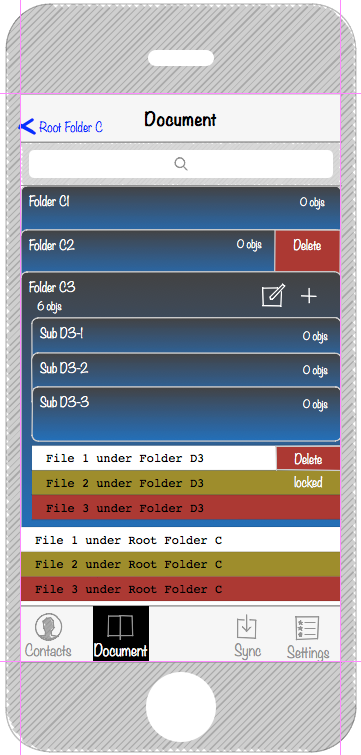 Root Folder C
Document
Folder C1
0 objs
Folder C2
0 objs
Delete
Folder C3
6 objs
Sub D3-1
0 objs
Sub D3-2
0 objs
Sub D3-3
0 objs
File 1 under Folder D3
Delete
File 2 under Folder D3
locked
File 3 under Folder D3
File 1 under Root Folder C
File 2 under Root Folder C
File 3 under Root Folder C
Contacts
Document
Sync
Settings